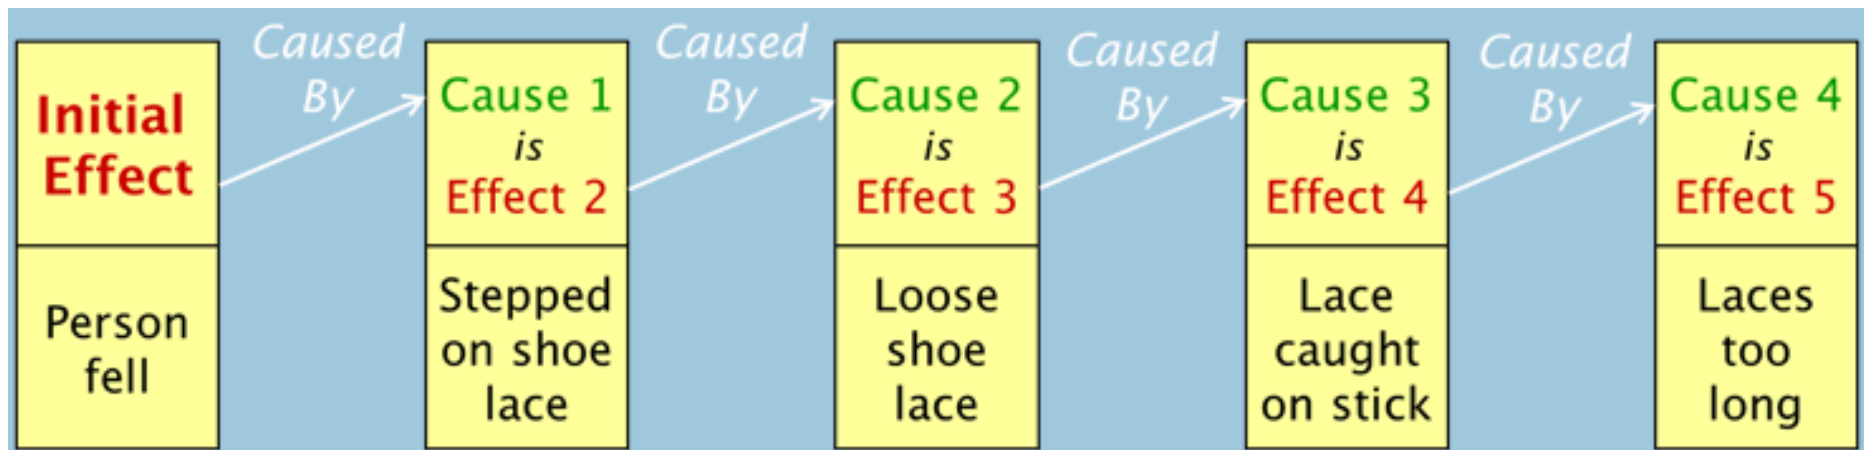 Initial
Effect
Person
fell
Caused
By
Cause 1
is
Effect 2
Stepped
on shoe
lace
Caused
By
Cause 2
is
Effect 3
Loose
shoe
lace
Caused
By
Cause 3
is
Effect 4
Lace
caught
on stick
Caused
By
Cause 4
is
Effect 5
Laces
too
long